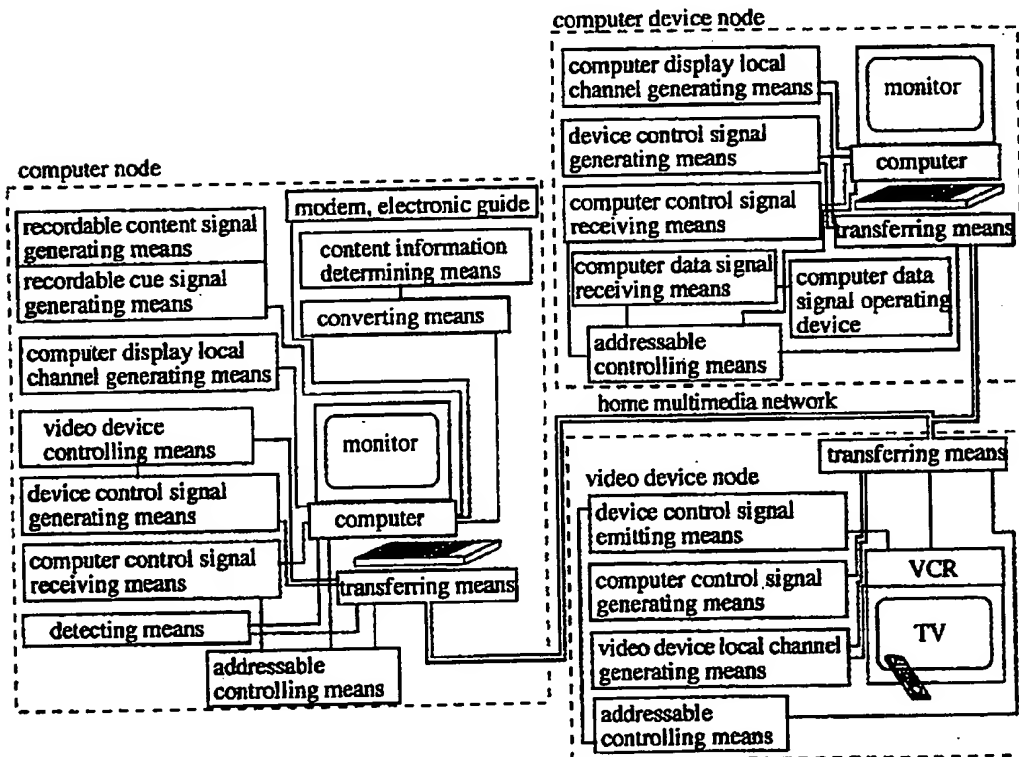 computer node
recordable content signal
generating means
recordable cue signal
generating means
computer display local
channel generating means
video device
controlling means
device control signal
generating means
computer control signal
receiving means
detecting means
addressable
controlling means
modem, electronic guide
content information
determining means
converting means
monitor
computer
transferring means
computer device node
computer display local
channel generating means
device control signal
generating means
computer control signal
receiving means
computer data signal
receiving means
addressable
controlling means
monitor
computer
transferring means
computer data
signal operating
device
home multimedia network
video device node
transferring means
device control signal
emitting means
computer control signal
generating means
video device local channel
generating means
addressable
controlling means
VCR
TV